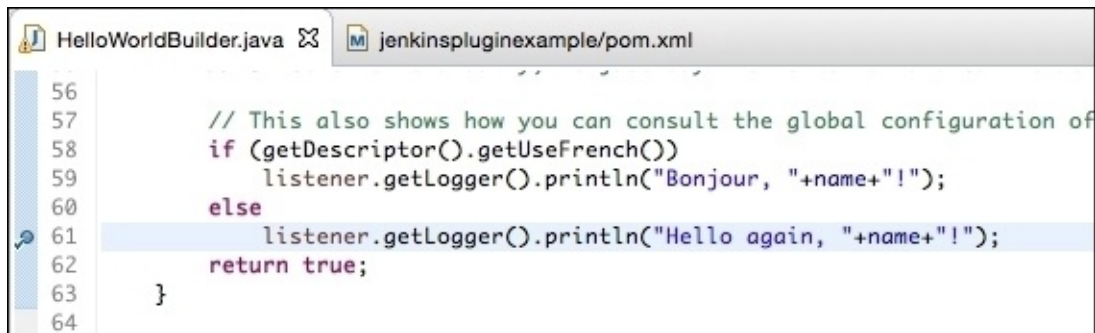 HelloWorldBuilder.java
jenkinspluginexample/pom.xml
56
57 // This also shows how you can consult the global configuration of
58 if (getDescriptor().getUseFrench())
59 listener.getLogger().println("Bonjour, "+name+"!");
60 else
61 listener.getLogger().println("Hello again, "+name+"!");
62 return true;
63 }
64